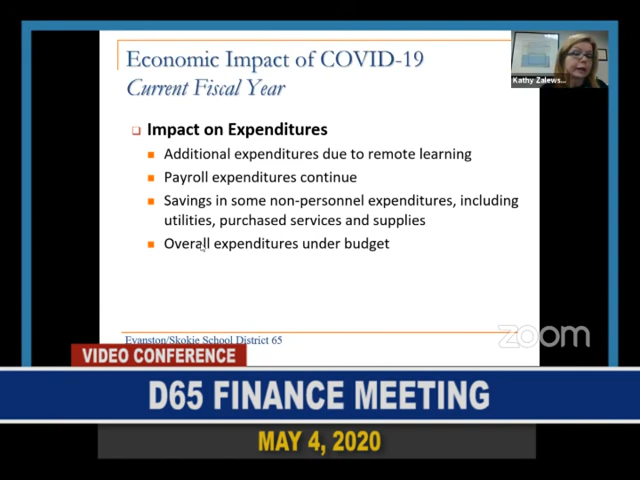 Economic Impact of COVID-19
Current Fiscal Year
Kathy Zalews...
Impact on Expenditures
Additional expenditures due to remote learning
Payroll expenditures continue
Savings in some non-personnel expenditures, including
utilities, purchased services and supplies
Overall expenditures under budget
Evanston/Skokie School District 65
zoom
VIDEO CONFERENCE
D65 FINANCE MEETING
MAY 4, 2020